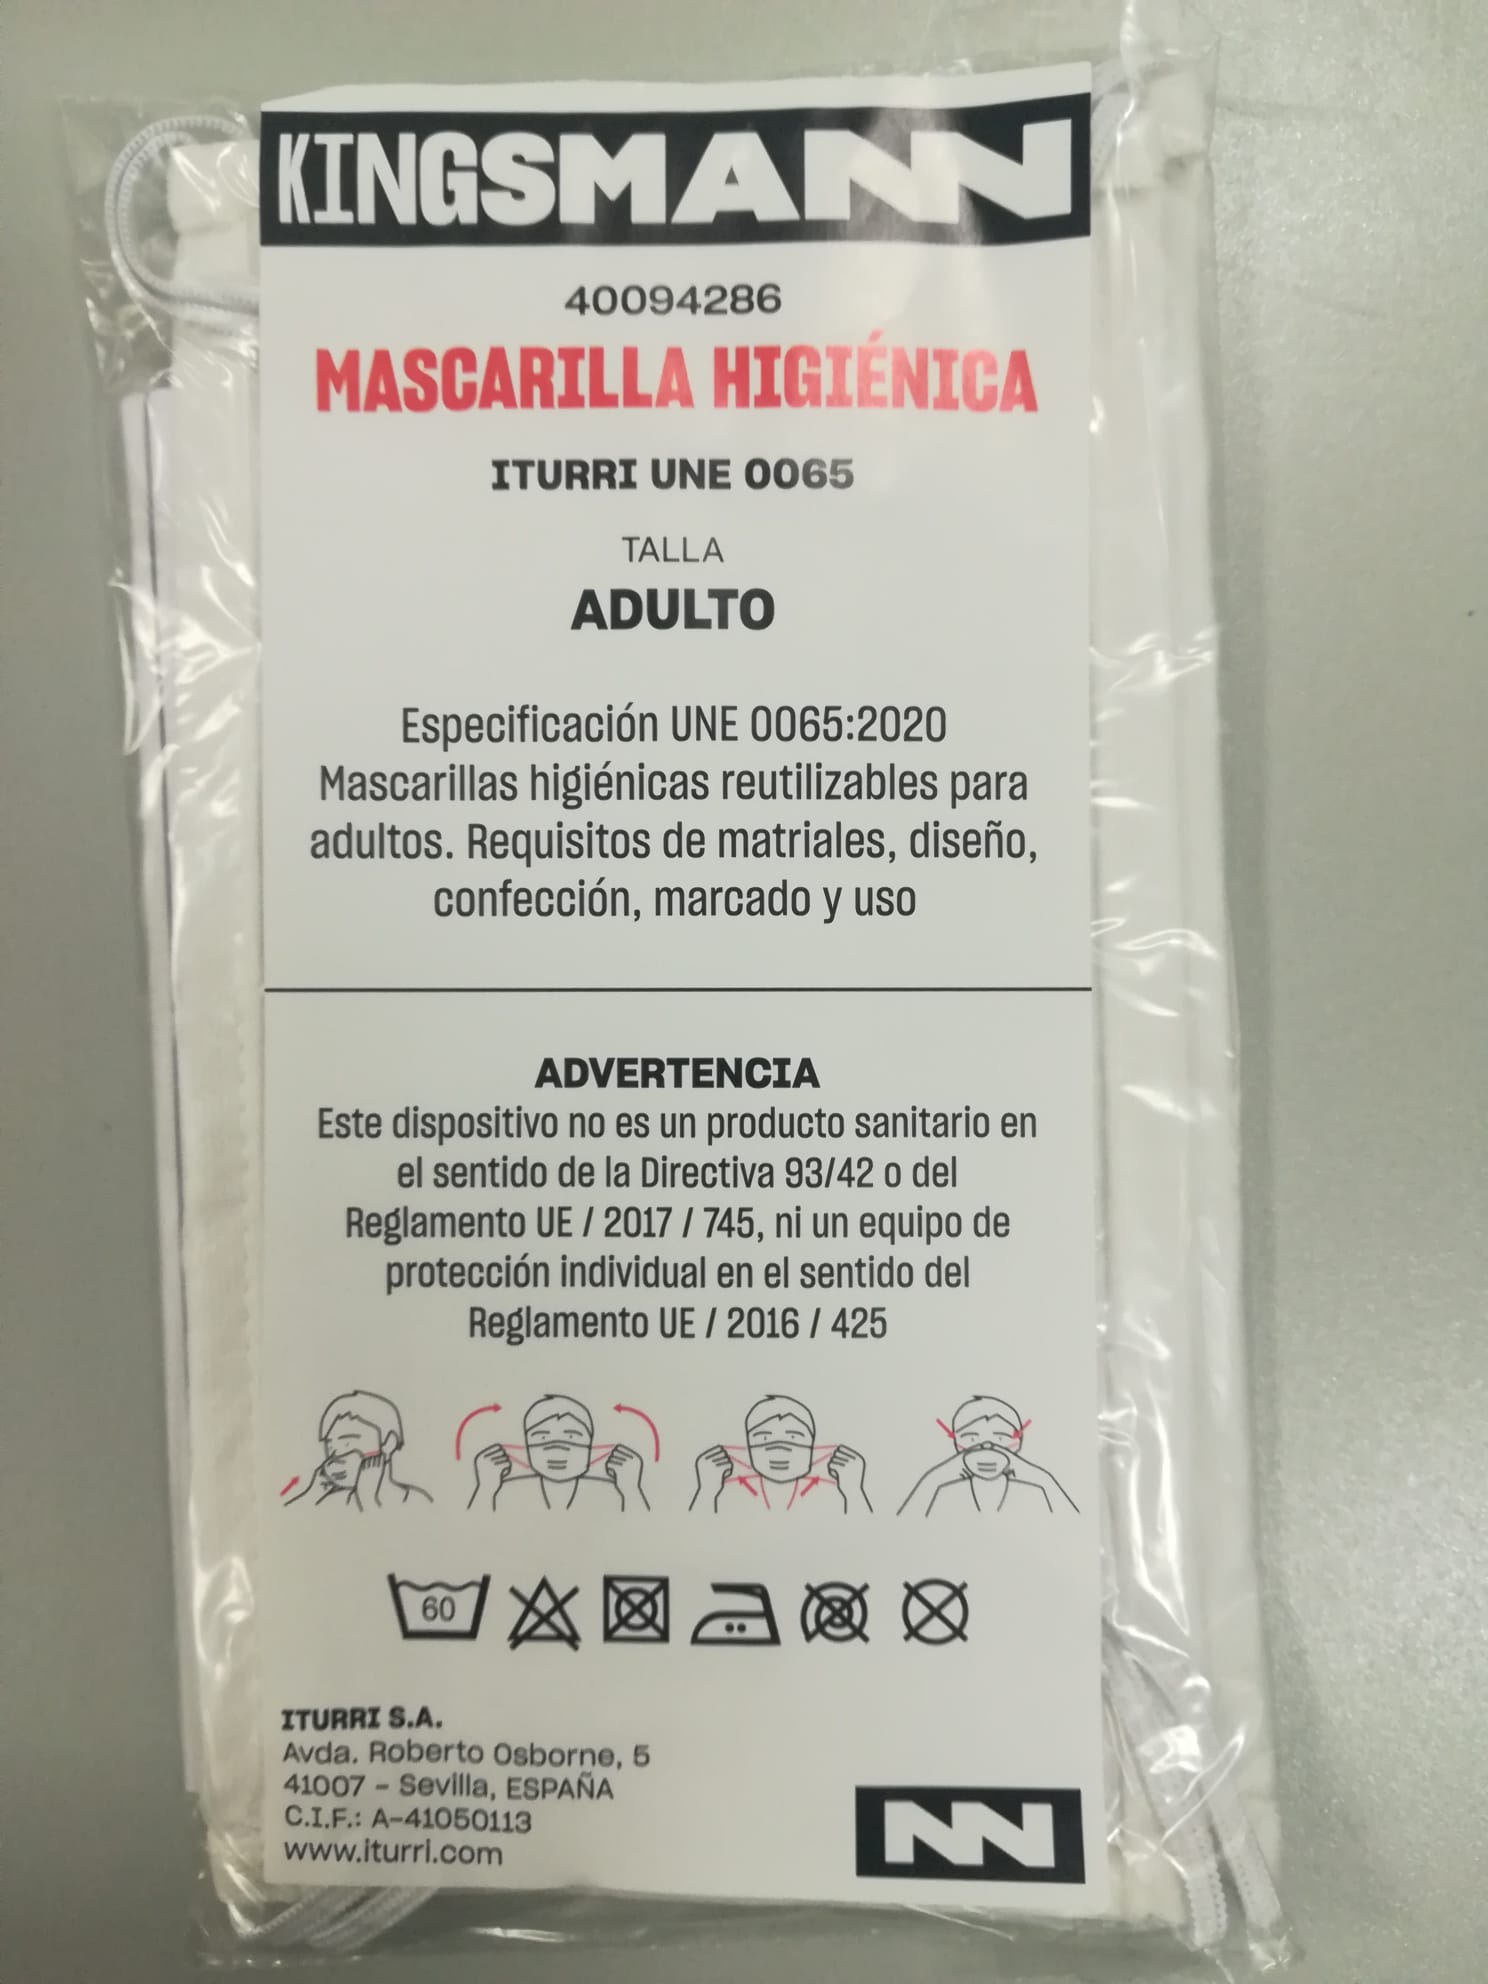 KINGSMANN
40094286
MASCARILLA HIGIÉNICA
ITURRI UNE 0065
TALLA
ADULTO
Especificación UNE 0065:2020
Mascarillas higiénicas reutilizables para
adultos. Requisitos de matriales, diseño,
confección, marcado y uso
ADVERTENCIA
Este dispositivo no es un producto sanitario en
el sentido de la Directiva 93/42 o del
Reglamento UE / 2017 / 745, ni un equipo de
protección individual en el sentido del
Reglamento UE / 2016 / 425
60
ITURRI S.A.
Avda. Roberto Osborne, 5
41007 - Sevilla, ESPAÑA
C.I.F.: A-41050113
www.iturri.com